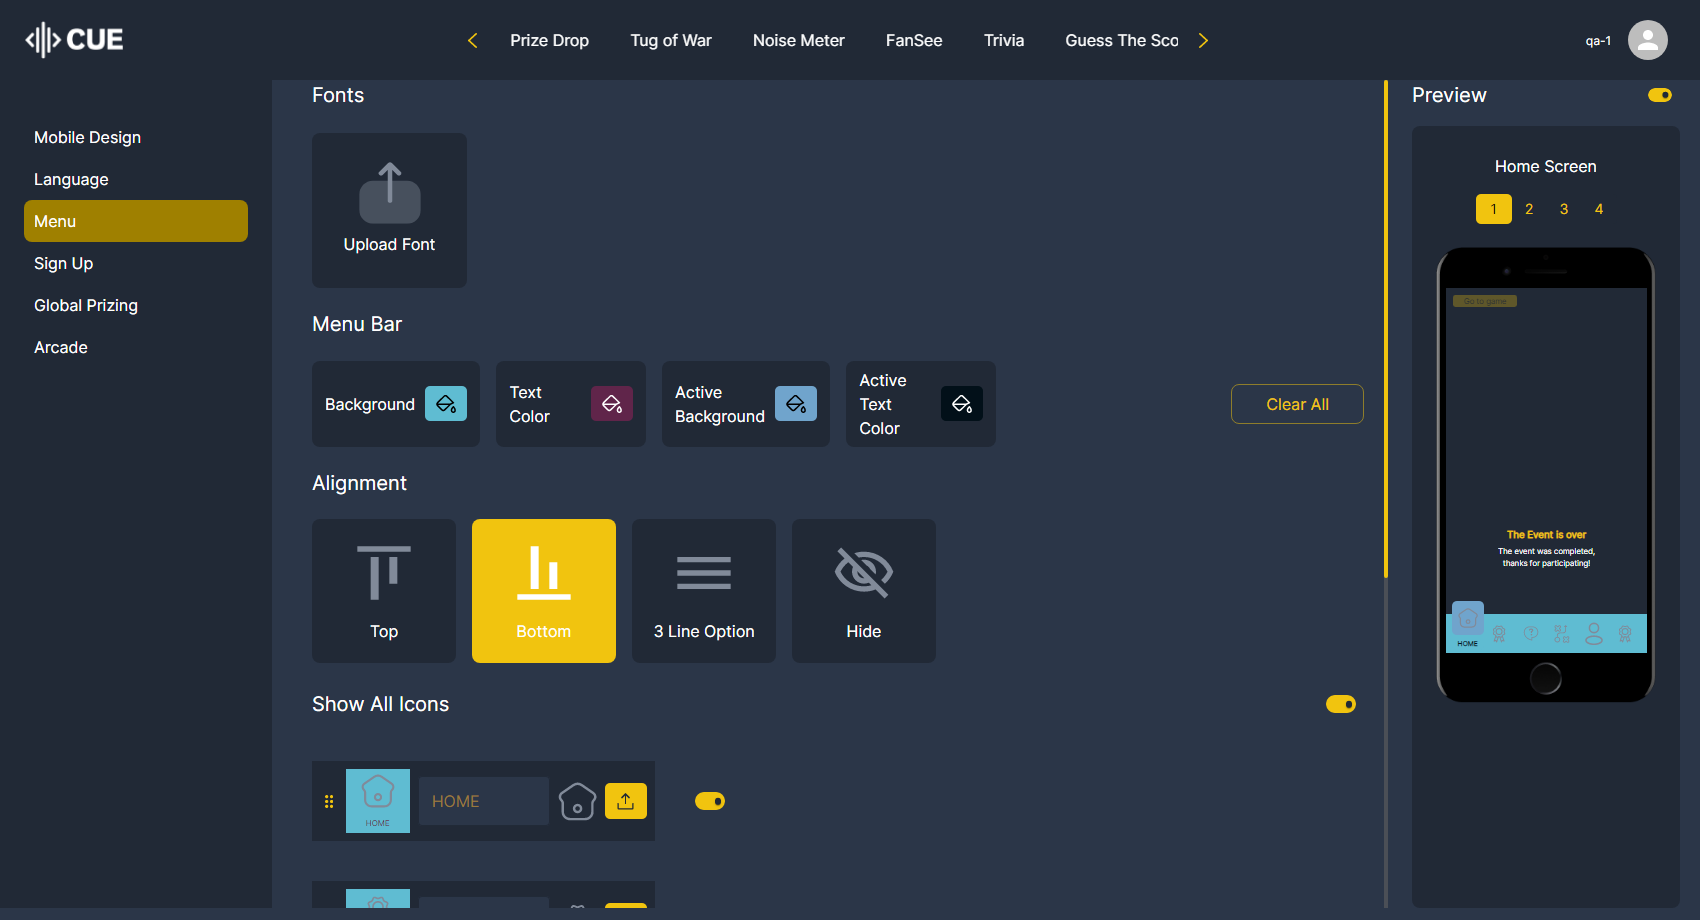 CUE
Prize Drop
Tug of War
Noise Meter
FanSee
Trivia
Guess The Sco
qa-1
Mobile Design
Language
Menu
Sign Up
Global Prizing
Arcade
Fonts
Upload Font
Menu Bar
Background
Text
Color
Active
Background
Active
Text
Color
Clear All
Alignment
Top
Bottom
3 Line Option
Hide
Show All Icons
HOME
HOME
Preview
Home Screen
1 2 3 4
Go to game
The Event is over
The event was completed,
thanks for participating!
HOME